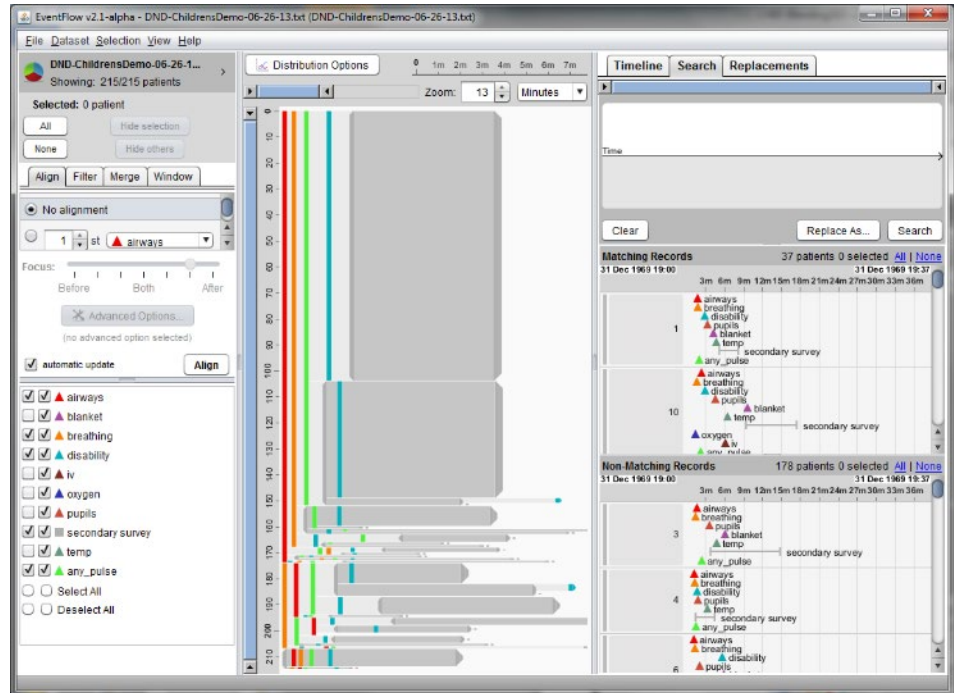 EventFlow v2.1-alpha - DND-ChildrensDemo-06-26-13.txt (DND-ChildrensDemo-06-26-13.txt)
File Dataset Selection View Help
DND-ChildrensDemo-06-26-1...
Showing: 215/215 patients
Selected: 0 patient
All Hide selection
None Hide others
Align Filter Merge Window
No alignment
1 st airways
Focus:
Before Both After
Advanced Options...
(no advanced option selected)
automatic update Align
airways
blanket
breathing
disability
iv
oxygen
pupils
secondary survey
temp
any_pulse
Select All
Deselect All
Distribution Options
0 1m 2m 3m 4m 5m 6m 7m
Zoom: 13 Minutes
0
10
20
30
40
50
60
70
80
90
100
110
120
130
140
150
160
170
180
190
200
210
Timeline Search Replacements
Time
Clear Replace As... Search
Matching Records 37 patients 0 selected All | None
31 Dec 1969 19:00 31 Dec 1969 19:37
3m 6m 9m 12m 15m 18m 21m 24m 27m 30m 33m 36m
airways
breathing
disability
pupils
1 blanket
temp
secondary survey
any_pulse
airways
breathing
disability
pupils
10 blanket
temp
secondary survey
oxygen
iv
any_pulse
Non-Matching Records 178 patients 0 selected All | None
31 Dec 1969 19:00 31 Dec 1969 19:37
3m 6m 9m 12m 15m 18m 21m 24m 27m 30m 33m 36m
airways
breathing
pupils
3 blanket
temp
secondary survey
any_pulse
airways
breathing
disability
4 pupils
temp
secondary survey
any_pulse
airways
breathing
disability
6 pupils